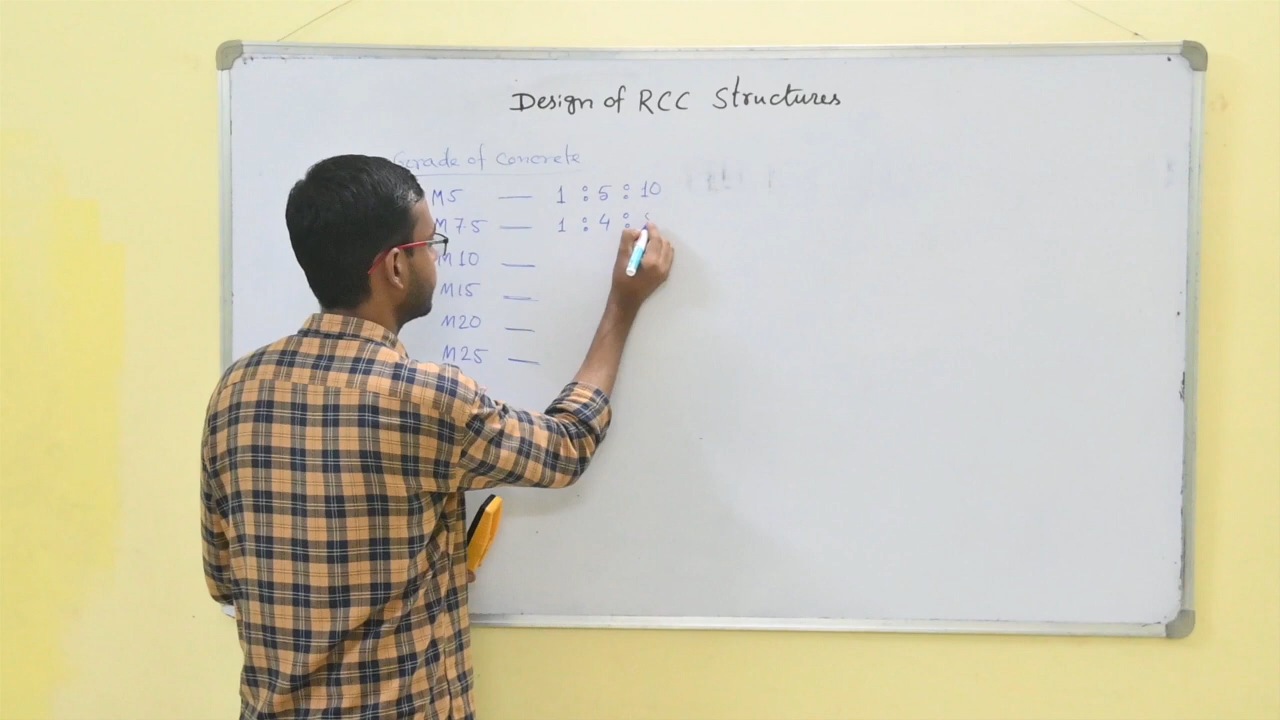 Design of RCC Structures
Grade of Concrete
M5 — 1 : 5 : 10
M7.5 — 1 : 4 :
M10 —
M15 —
M20 —
M25 —